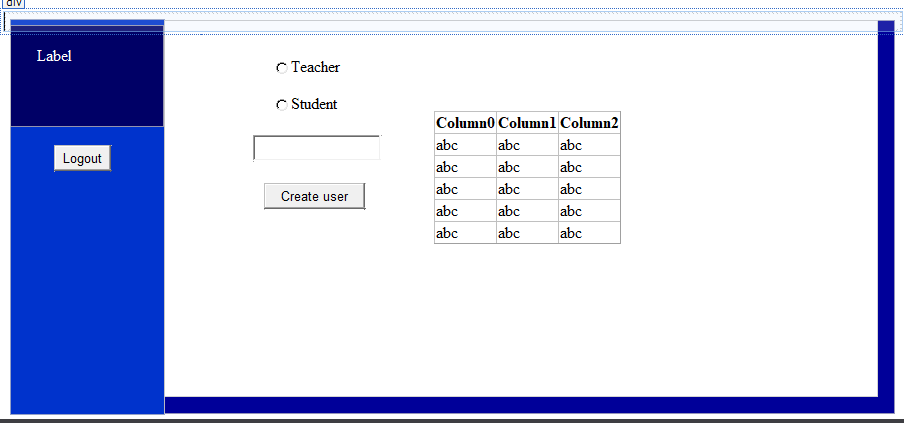 div
Label
Teacher
Student
Logout
Create user
Column0 Column1 Column2
abc abc abc
abc abc abc
abc abc abc
abc abc abc
abc abc abc